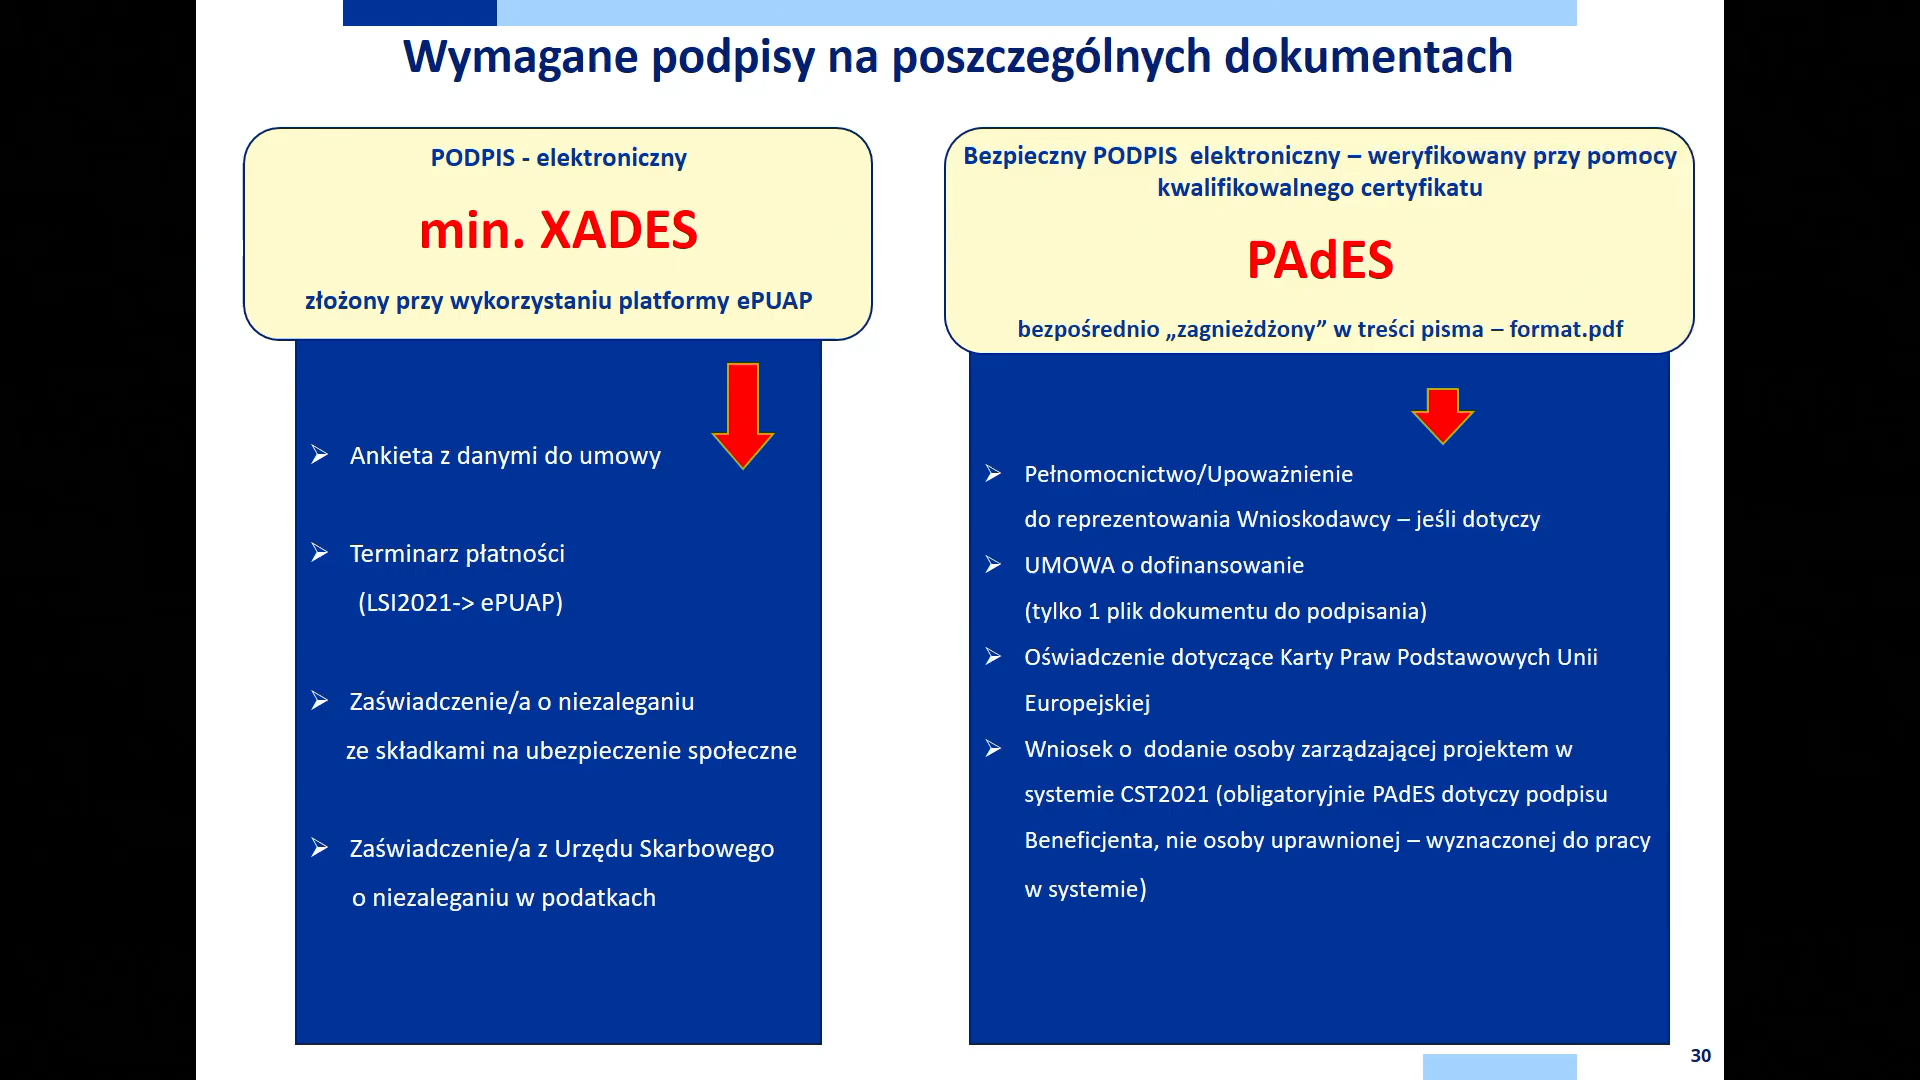 Wymagane podpisy na poszczególnych dokumentach
PODPIS - elektroniczny
min. XADES
złożony przy wykorzystaniu platformy ePUAP
Ankieta z danymi do umowy
Terminarz płatności
(LSI2021-> ePUAP)
Zaświadczenie/a o niezaleganiu
ze składkami na ubezpieczenie społeczne
Zaświadczenie/a z Urzędu Skarbowego
o niezaleganiu w podatkach
Bezpieczny PODPIS  elektroniczny – weryfikowany przy pomocy
kwalifikowalnego certyfikatu
PAdES
bezpośrednio „zagnieżdżony” w treści pisma – format.pdf
Pełnomocnictwo/Upoważnienie
do reprezentowania Wnioskodawcy – jeśli dotyczy
UMOWA o dofinansowanie
(tylko 1 plik dokumentu do podpisania)
Oświadczenie dotyczące Karty Praw Podstawowych Unii
Europejskiej
Wniosek o  dodanie osoby zarządzającej projektem w
systemie CST2021 (obligatoryjnie PAdES dotyczy podpisu
Beneficjenta, nie osoby uprawnionej – wyznaczonej do pracy
w systemie)
30